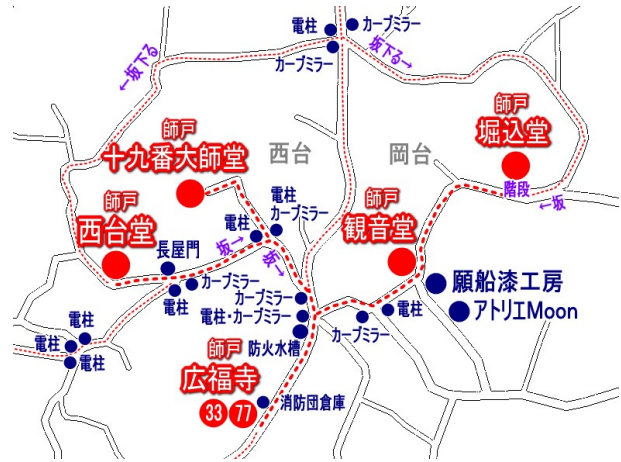 電柱
カーブミラー
カーブミラー
←坂下る
坂下る→
師戸
堀込堂
師戸
十九番大師堂
西台
岡台
階段
←坂
師戸
西台堂
電柱
カーブミラー
師戸
観音堂
長屋門
坂→
坂→
電柱
カーブミラー
カーブミラー
電柱・カーブミラー
防火水槽
カーブミラー
電柱
願船漆工房
アトリエMoon
電柱
電柱
電柱
師戸
広福寺
33 77
消防団倉庫